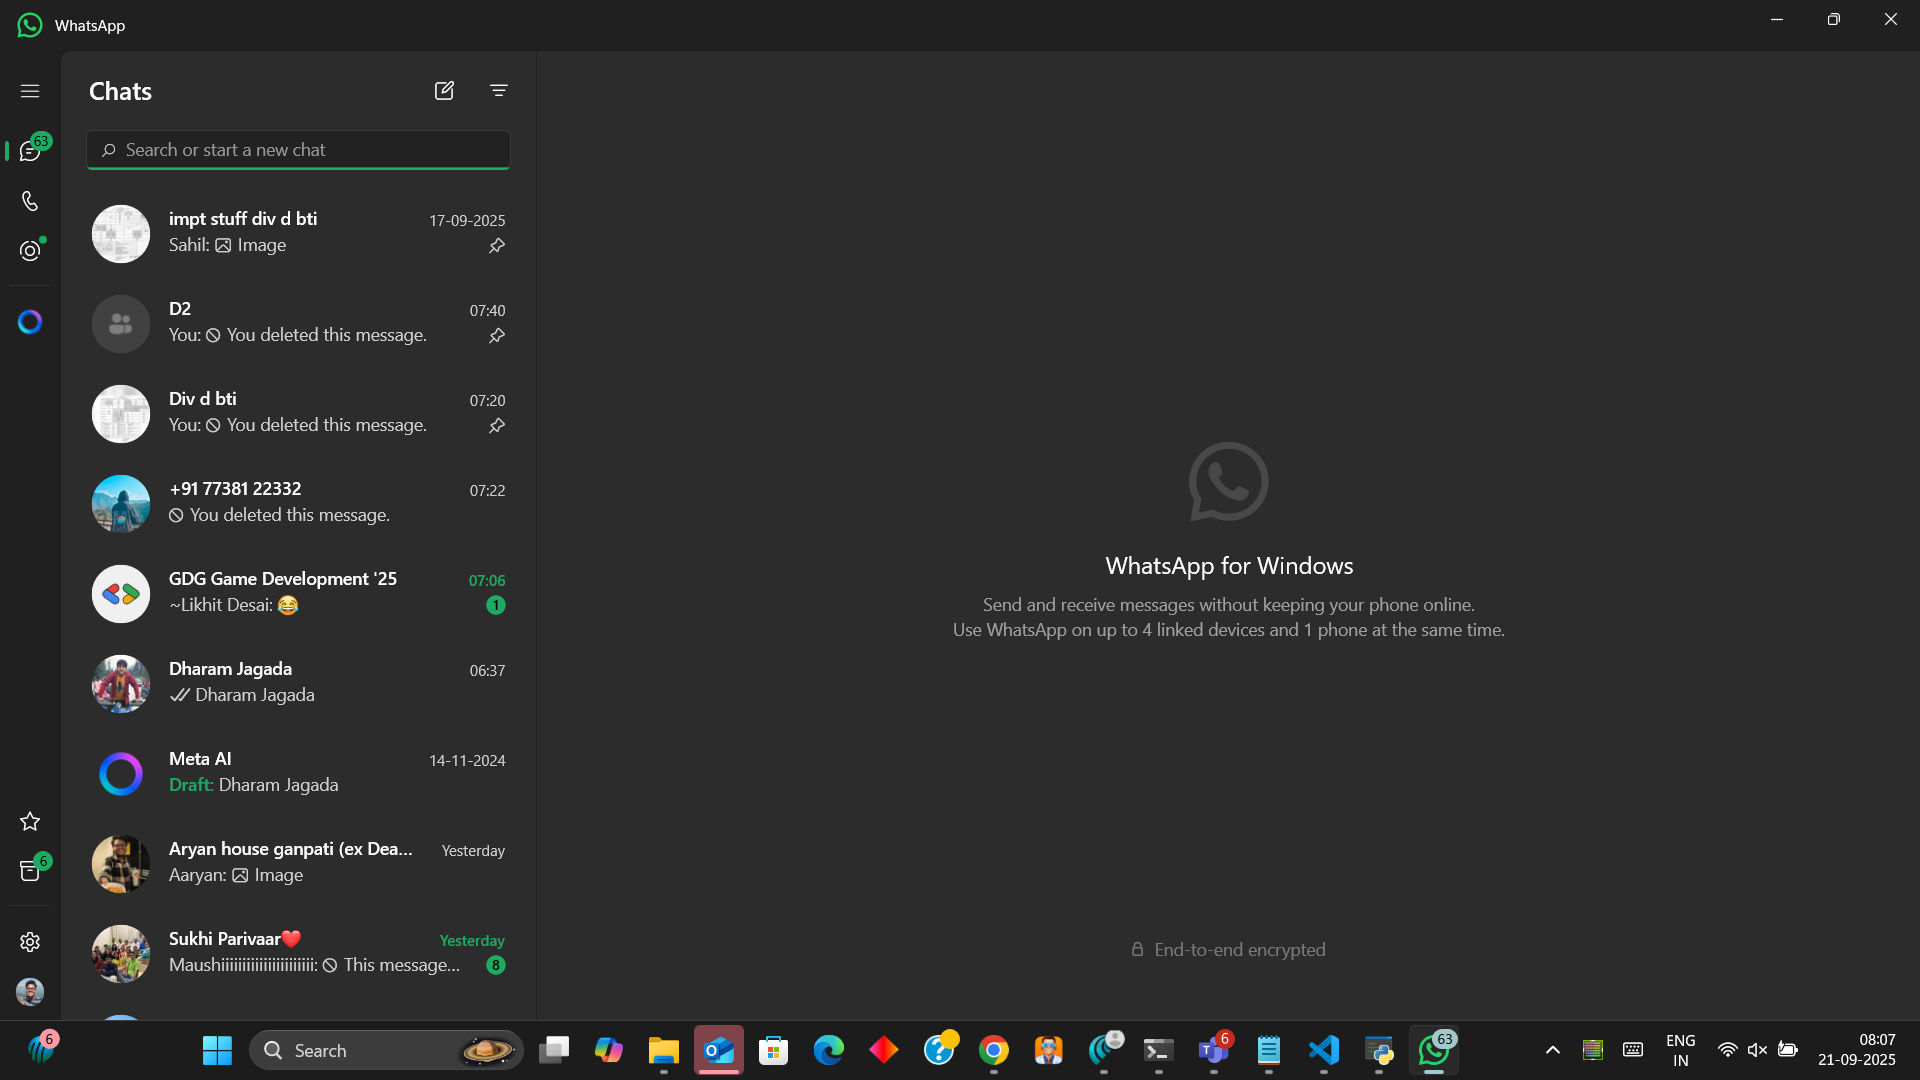 WhatsApp
Chats
63
Search or start a new chat
impt stuff div d bti
17-09-2025
Sahil: Image
D2
07:40
You: You deleted this message.
Div d bti
07:20
You: You deleted this message.
+91 77381 22332
07:22
You deleted this message.
GDG Game Development '25
07:06
~Likhit Desai: 😂
1
Dharam Jagada
06:37
Dharam Jagada
Meta AI
14-11-2024
Draft: Dharam Jagada
Aryan house ganpati (ex Dea...
Yesterday
Aaryan: Image
6
Sukhi Parivaar❤️
Yesterday
Maushiiiiiiiiiiiiiiiiiiiiii: This message...
8
WhatsApp for Windows
Send and receive messages without keeping your phone online.
Use WhatsApp on up to 4 linked devices and 1 phone at the same time.
End-to-end encrypted
6
Search
6
63
ENG
IN
08:07
21-09-2025